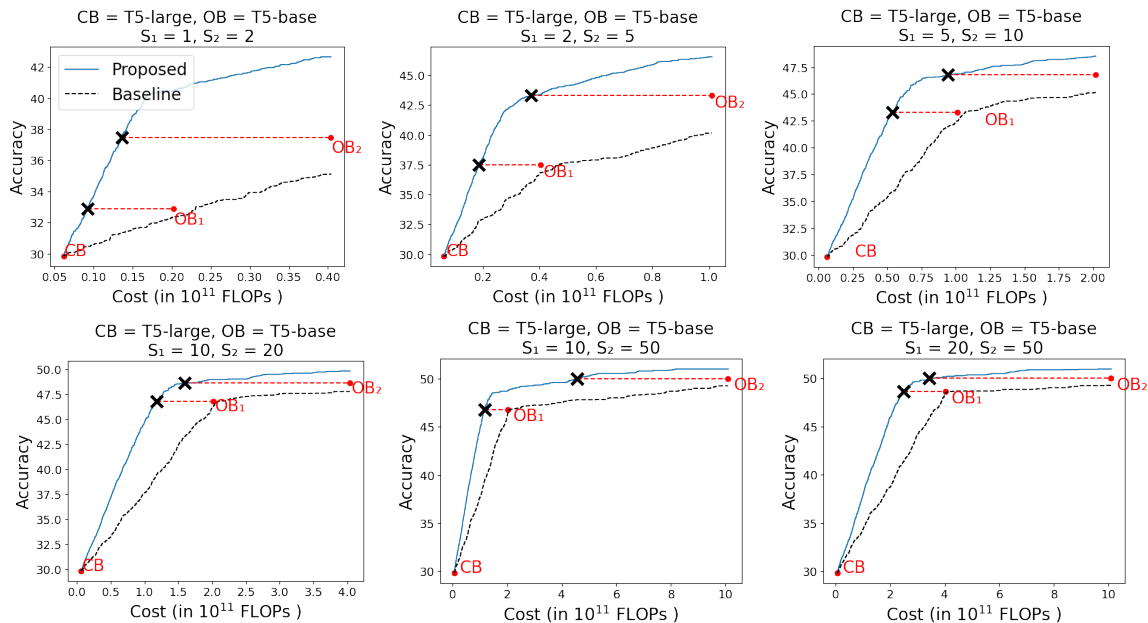 CB = T5-large, OB = T5-base
S₁ = 1, S₂ = 2
Accuracy
42
40
38
36
34
32
30
Proposed
Baseline
OB₂
OB₁
CB
0.05 0.10 0.15 0.20 0.25 0.30 0.35 0.40
Cost (in 10¹¹ FLOPs )
CB = T5-large, OB = T5-base
S₁ = 2, S₂ = 5
Accuracy
45.0
42.5
40.0
37.5
35.0
32.5
30.0
OB₂
OB₁
CB
0.2 0.4 0.6 0.8 1.0
Cost (in 10¹¹ FLOPs )
CB = T5-large, OB = T5-base
S₁ = 5, S₂ = 10
Accuracy
47.5
45.0
42.5
40.0
37.5
35.0
32.5
30.0
OB₁
CB
0.00 0.25 0.50 0.75 1.00 1.25 1.50 1.75 2.00
Cost (in 10¹¹ FLOPs )
CB = T5-large, OB = T5-base
S₁ = 10, S₂ = 20
Accuracy
50.0
47.5
45.0
42.5
40.0
37.5
35.0
32.5
30.0
OB₂
OB₁
CB
0.0 0.5 1.0 1.5 2.0 2.5 3.0 3.5 4.0
Cost (in 10¹¹ FLOPs )
CB = T5-large, OB = T5-base
S₁ = 10, S₂ = 50
Accuracy
50
45
40
35
30
OB₂
OB₁
CB
0 2 4 6 8 10
Cost (in 10¹¹ FLOPs )
CB = T5-large, OB = T5-base
S₁ = 20, S₂ = 50
Accuracy
50
45
40
35
30
OB₂
OB₁
CB
0 2 4 6 8 10
Cost (in 10¹¹ FLOPs )